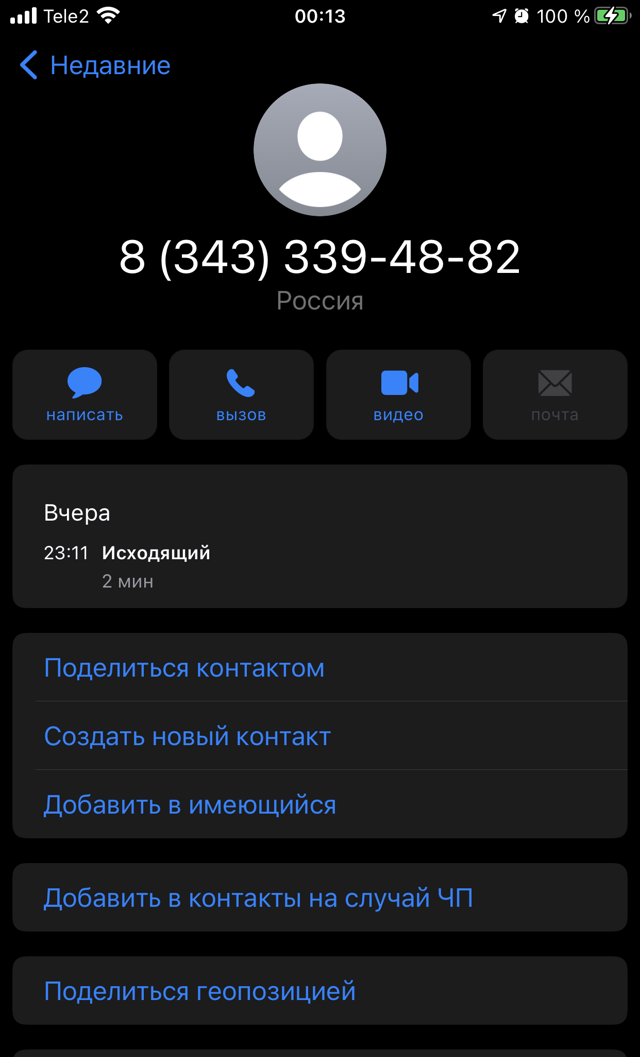 Tele2 00:13 100 %
Недавние
8 (343) 339-48-82
Россия
написать вызов видео почта
Вчера
23:11 Исходящий
2 мин
Поделиться контактом
Создать новый контакт
Добавить в имеющийся
Добавить в контакты на случай ЧП
Поделиться геопозицией